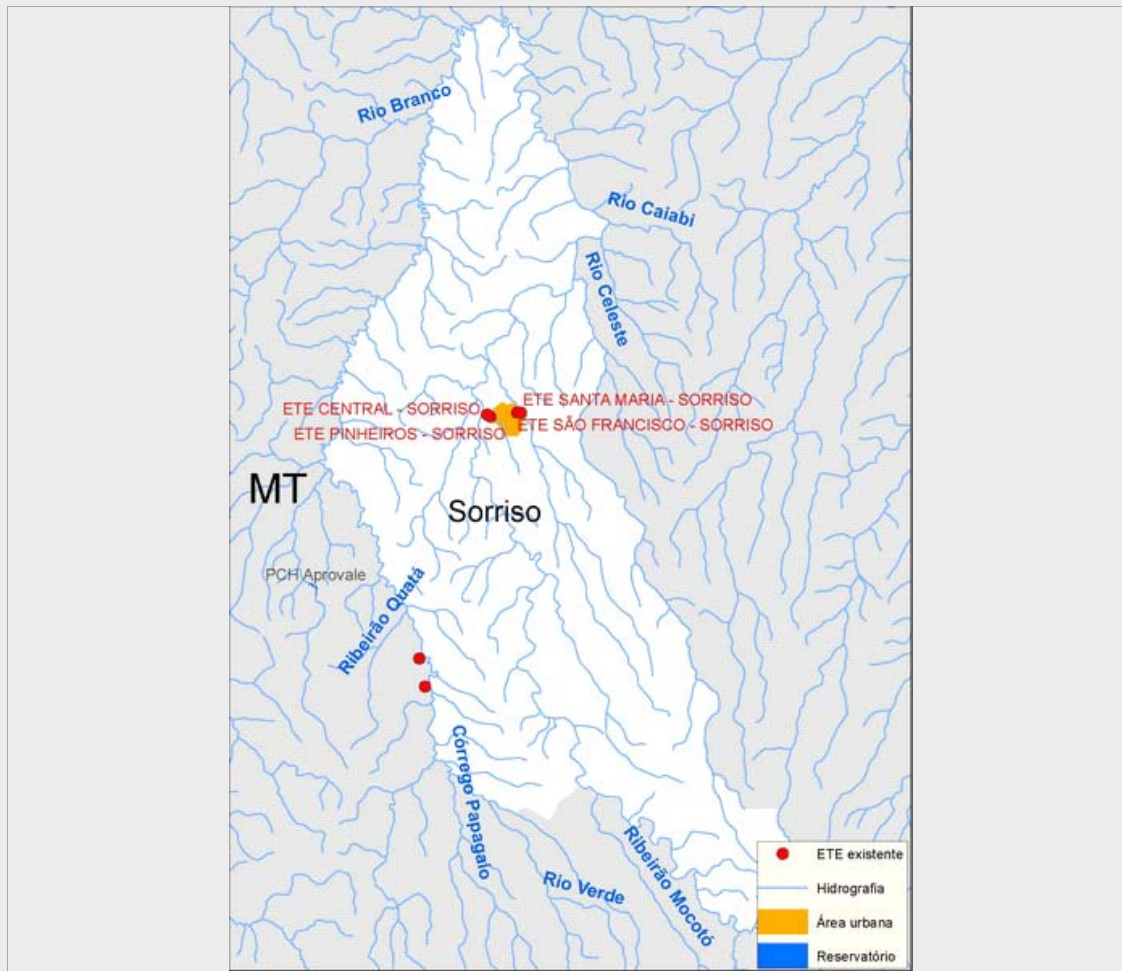 Rio Branco
Rio Caiabi
Rio Celeste
ETE SANTA MARIA - SORRISO
ETE CENTRAL - SORRISO
ETE SÃO FRANCISCO - SORRISO
ETE PINHEIROS - SORRISO
MT
Sorriso
PCH Aprovale
Ribeirão Quatá
Córrego Papagaio
Rio Verde
Ribeirão Mocotó
ETE existente
Hidrografia
Área urbana
Reservatório